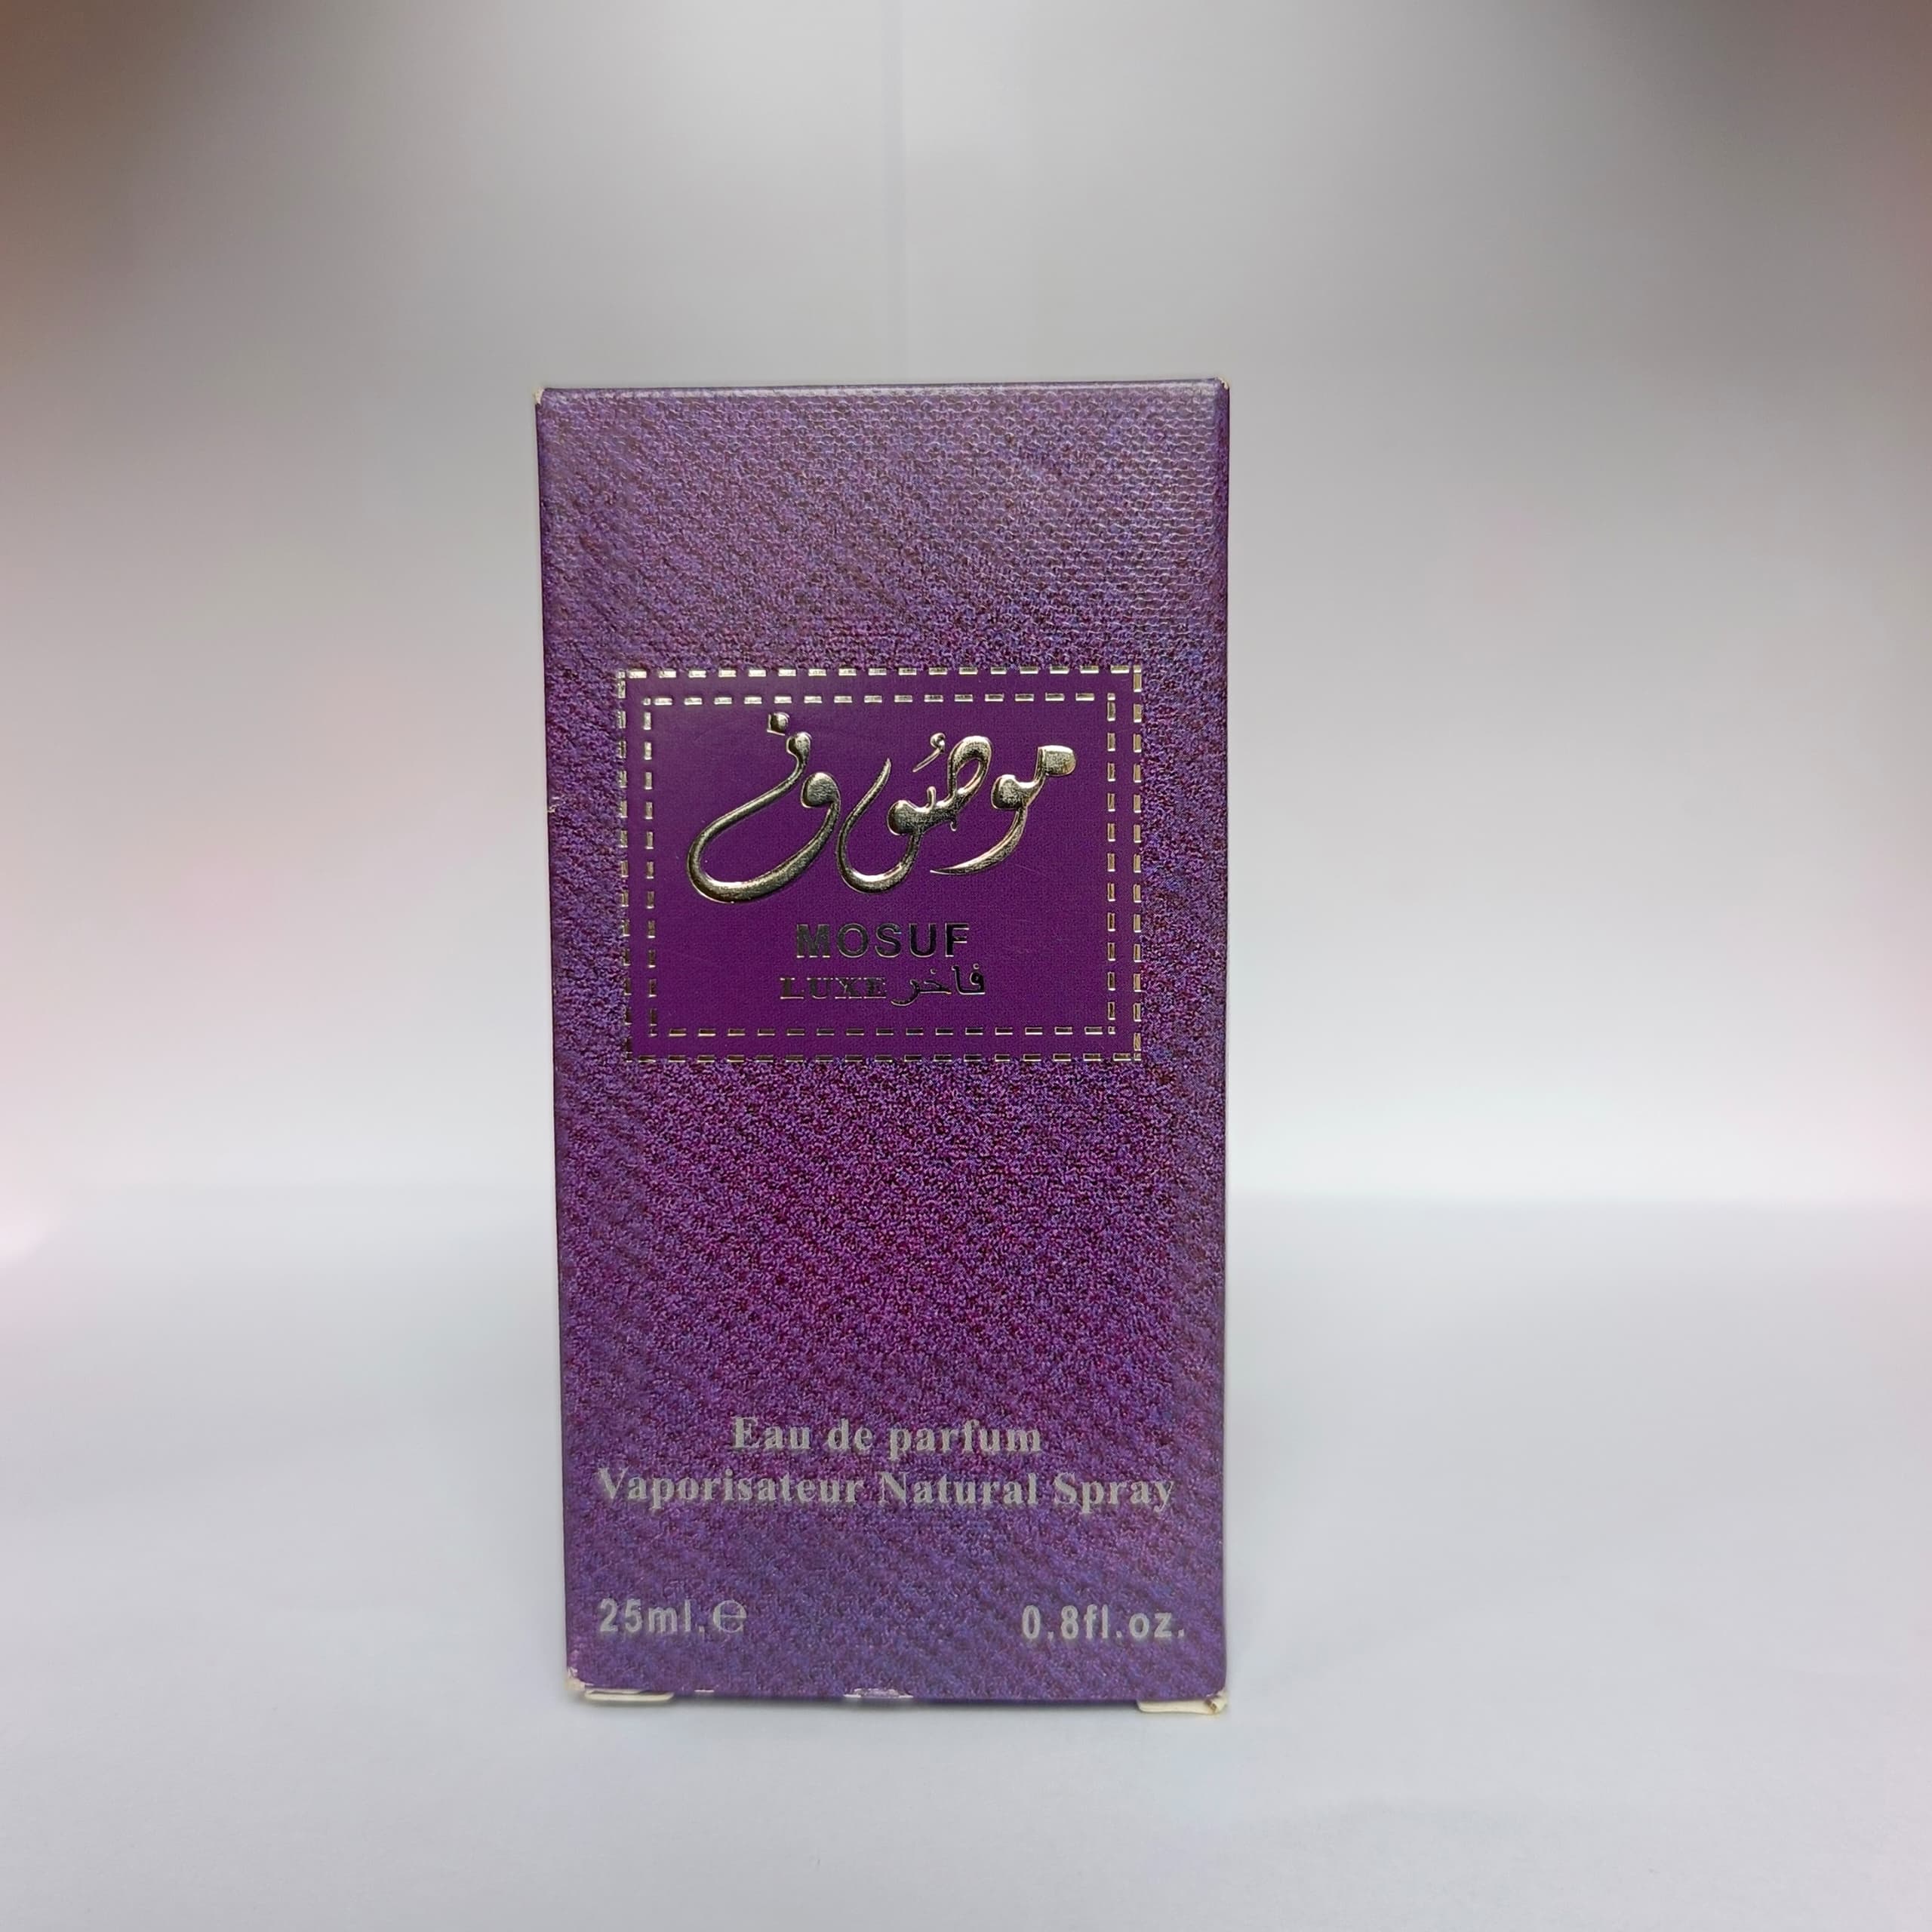 موصوف
MOSUF
LUXE فاخر
Eau de parfum
Vaporisateur Natural Spray
25ml.℮
0.8fl.oz.